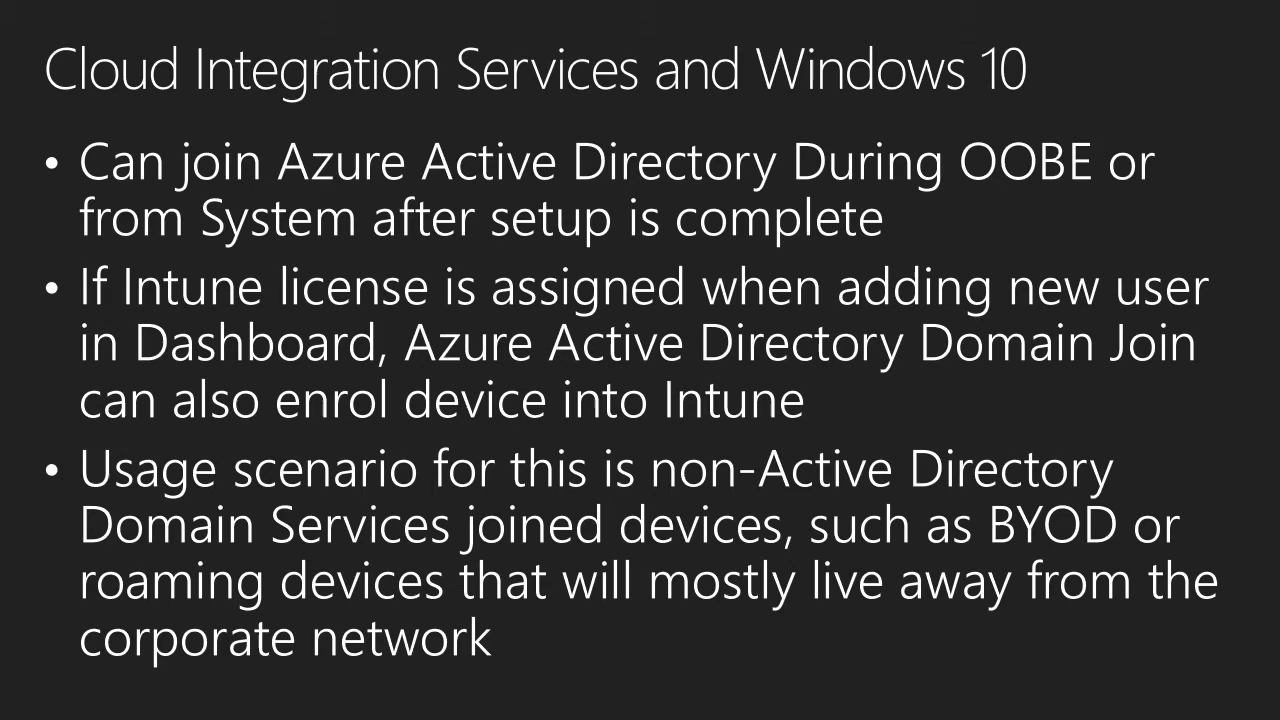 Cloud Integration Services and Windows 10
• Can join Azure Active Directory During OOBE or
from System after setup is complete
• If Intune license is assigned when adding new user
in Dashboard, Azure Active Directory Domain Join
can also enrol device into Intune
• Usage scenario for this is non-Active Directory
Domain Services joined devices, such as BYOD or
roaming devices that will mostly live away from the
corporate network